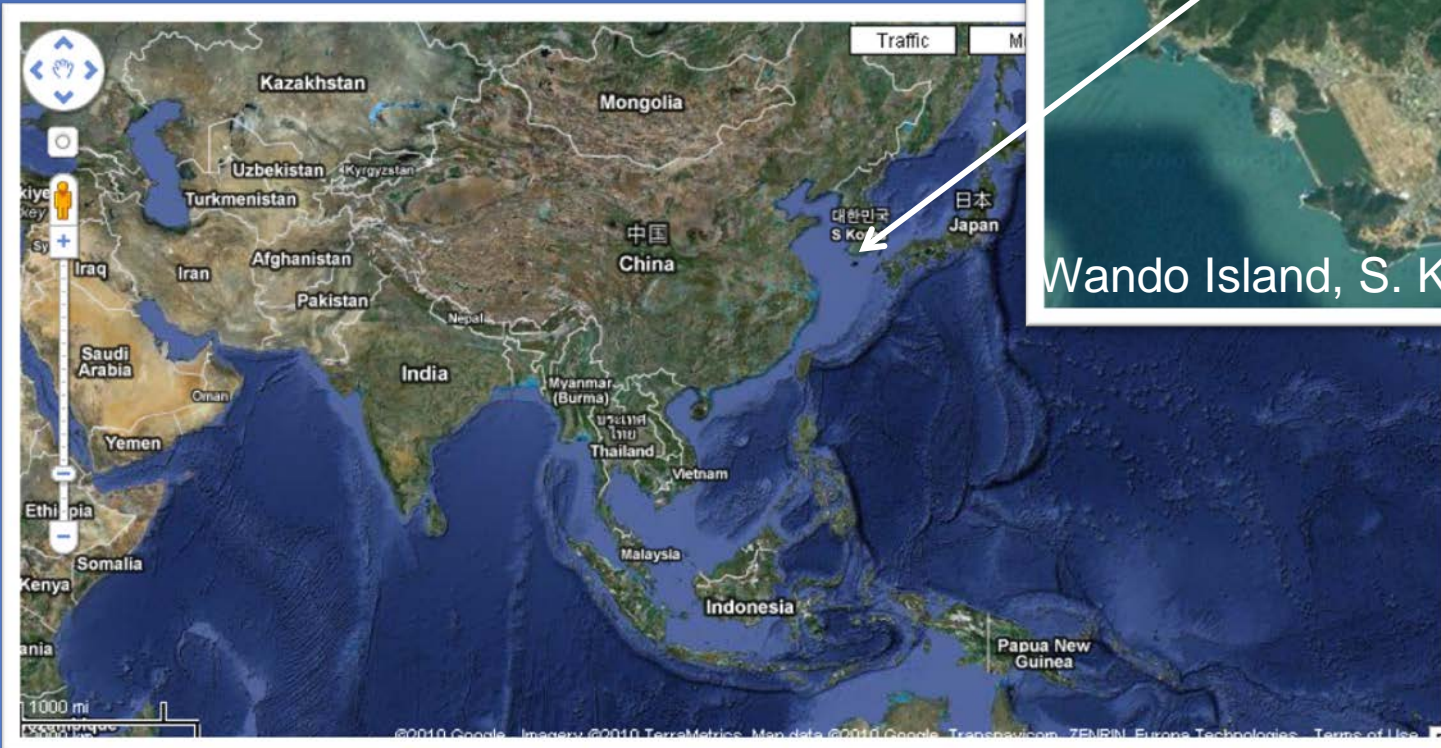 Traffic
Kazakhstan
Mongolia
Uzbekistan
Kyrgyzstan
Turkmenistan
대한민국
日本
Japan
中国
China
Afghanistan
Iraq
Iran
Pakistan
Nepal
Wando Island, S. K
Saudi
Arabia
Oman
India
Myanmar
(Burma)
ประเทศ
ไทย
Thailand
Yemen
Vietnam
Somalia
Malaysia
Kenya
Indonesia
Papua New
Guinea
1000 mi
©2010 Google Imagery ©2010 TerraMetrics, Map data ©2010 Google, Transnavicom, ZENRIN, Europa Technologies Terms of Use